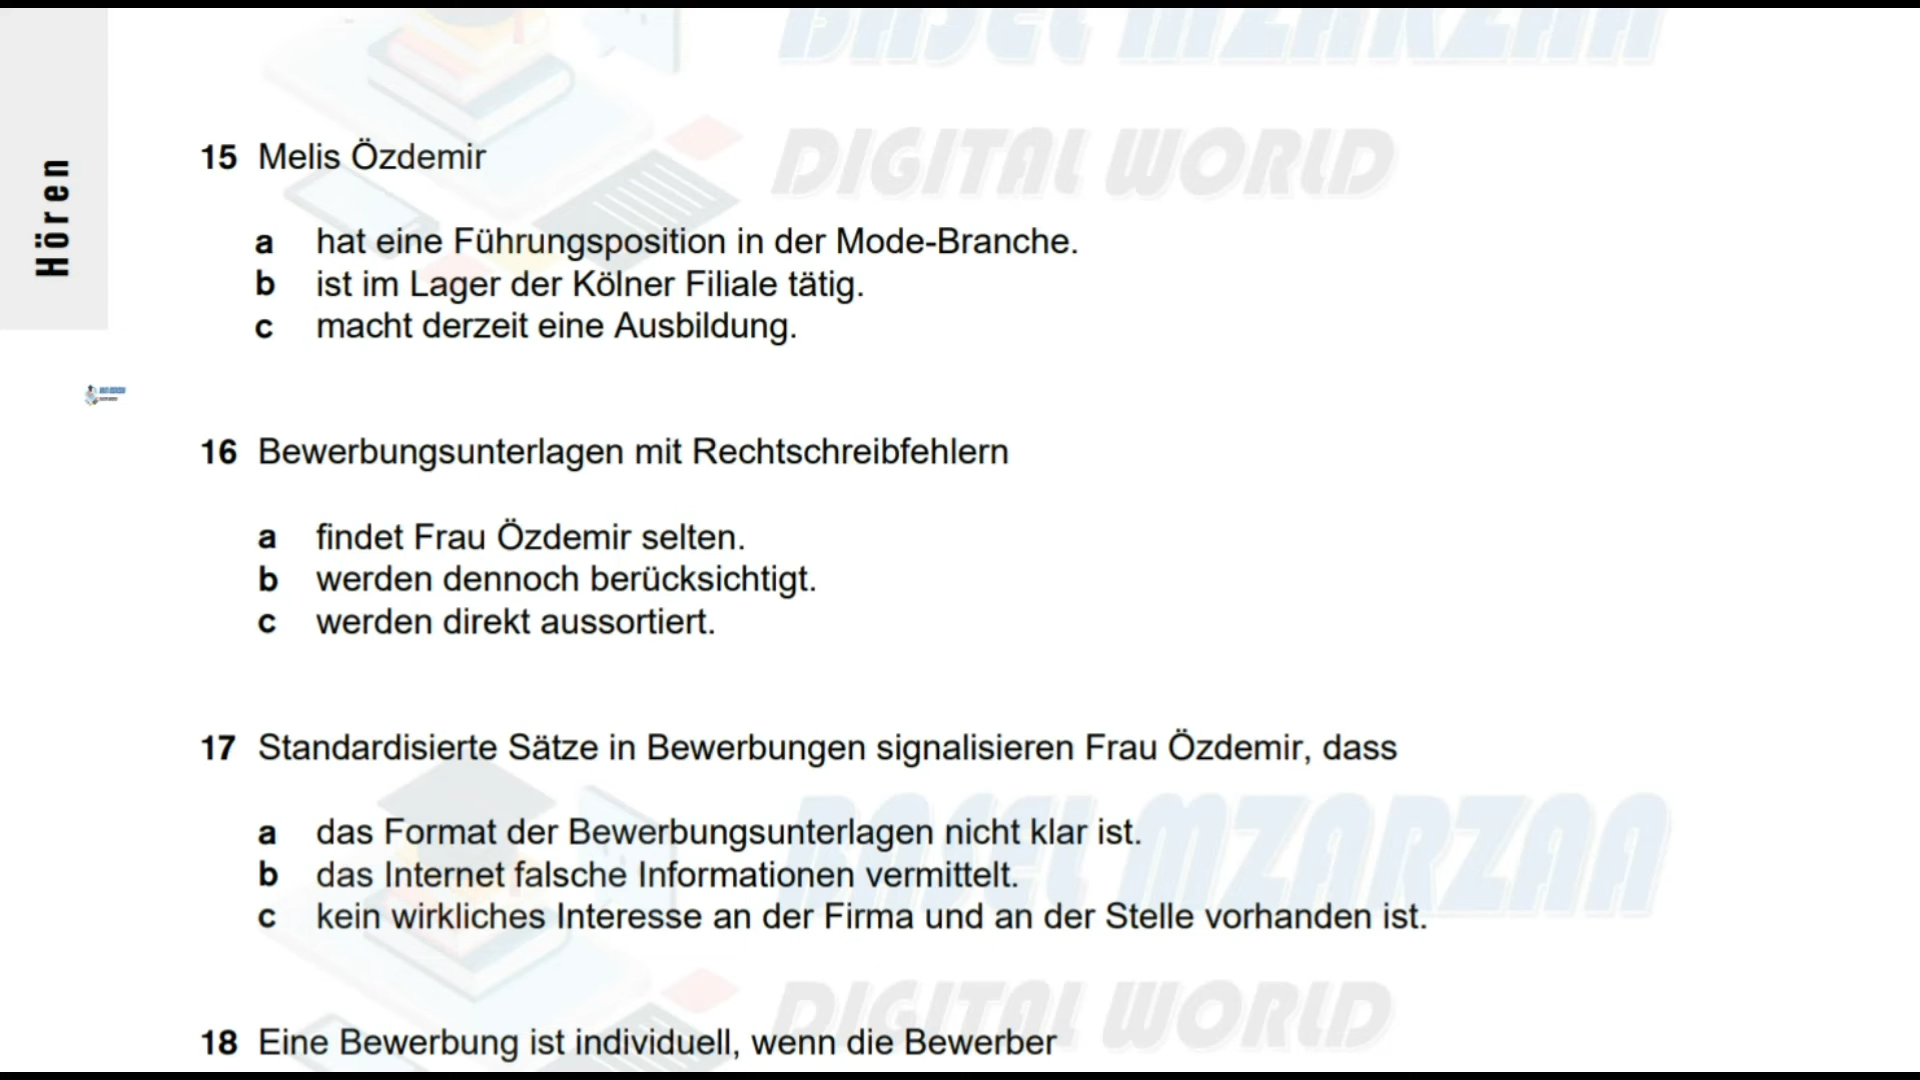 BASEL MZARZAA
DIGITAL WORLD
Hören
15 Melis Özdemir
a hat eine Führungsposition in der Mode-Branche.
b ist im Lager der Kölner Filiale tätig.
c macht derzeit eine Ausbildung.
16 Bewerbungsunterlagen mit Rechtschreibfehlern
a findet Frau Özdemir selten.
b werden dennoch berücksichtigt.
c werden direkt aussortiert.
17 Standardisierte Sätze in Bewerbungen signalisieren Frau Özdemir, dass
a das Format der Bewerbungsunterlagen nicht klar ist.
b das Internet falsche Informationen vermittelt.
c kein wirkliches Interesse an der Firma und an der Stelle vorhanden ist.
BASEL MZARZAA
DIGITAL WORLD
18 Eine Bewerbung ist individuell, wenn die Bewerber